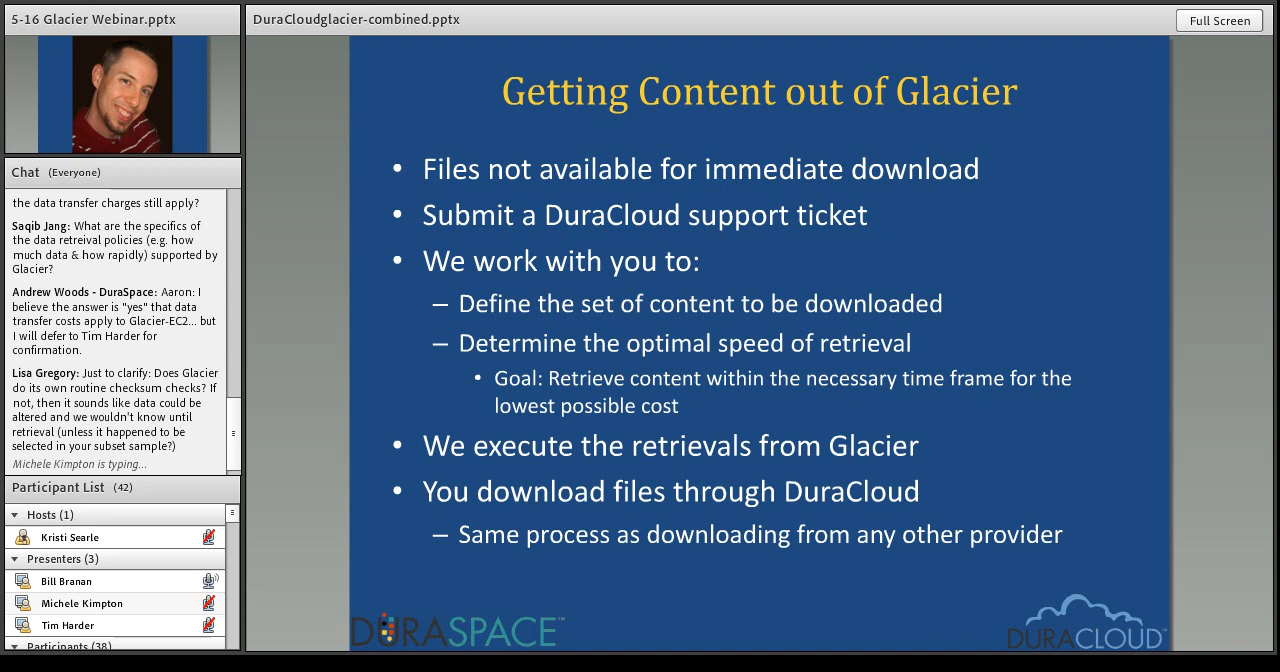 5-16 Glacier Webinar.pptx
Chat (Everyone)
the data transfer charges still apply?
Saqib Jang: What are the specifics of
the data retreival policies (e.g. how
much data & how rapidly) supported by
Glacier?
Andrew Woods - DuraSpace: Aaron: I
believe the answer is "yes" that data
transfer costs apply to Glacier-EC2... but
I will defer to Tim Harder for
confirmation.
Lisa Gregory: Just to clarify: Does Glacier
do its own routine checksum checks? If
not, then it sounds like data could be
altered and we wouldn't know until
retrieval (unless it happened to be
selected in your subset sample?)
Michele Kimpton is typing...
Participant List (42)
Hosts (1)
Kristi Searle
Presenters (3)
Bill Branan
Michele Kimpton
Tim Harder
Participants (38)
DuraCloudglacier-combined.pptx
Full Screen
Getting Content out of Glacier
• Files not available for immediate download
• Submit a DuraCloud support ticket
• We work with you to:
– Define the set of content to be downloaded
– Determine the optimal speed of retrieval
• Goal: Retrieve content within the necessary time frame for the
lowest possible cost
• We execute the retrievals from Glacier
• You download files through DuraCloud
– Same process as downloading from any other provider
DURASPACE™
DURACLOUD™